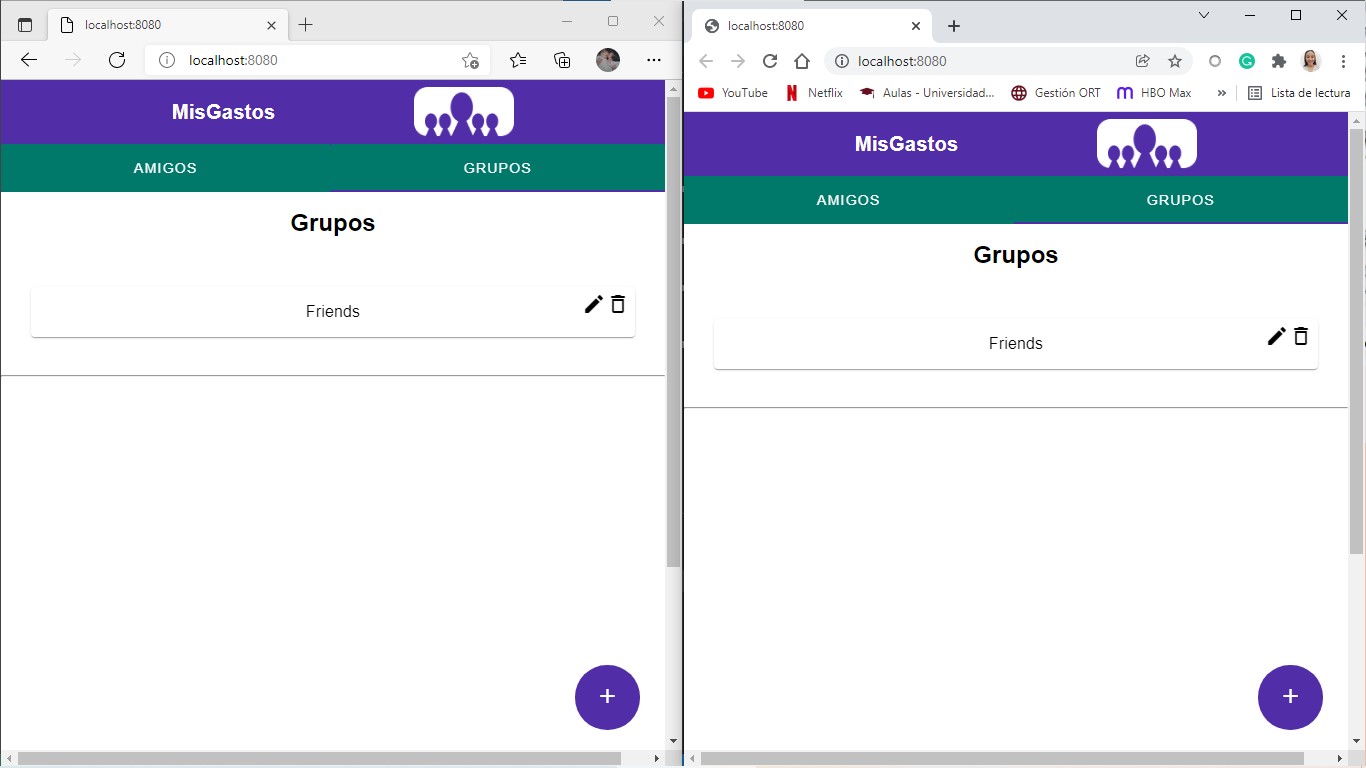 localhost:8080
localhost:8080
MisGastos
AMIGOS GRUPOS
Grupos
Friends
+
localhost:8080
localhost:8080
YouTube Netflix Aulas - Universidad... Gestión ORT HBO Max » Lista de lectura
MisGastos
AMIGOS GRUPOS
Grupos
Friends
+